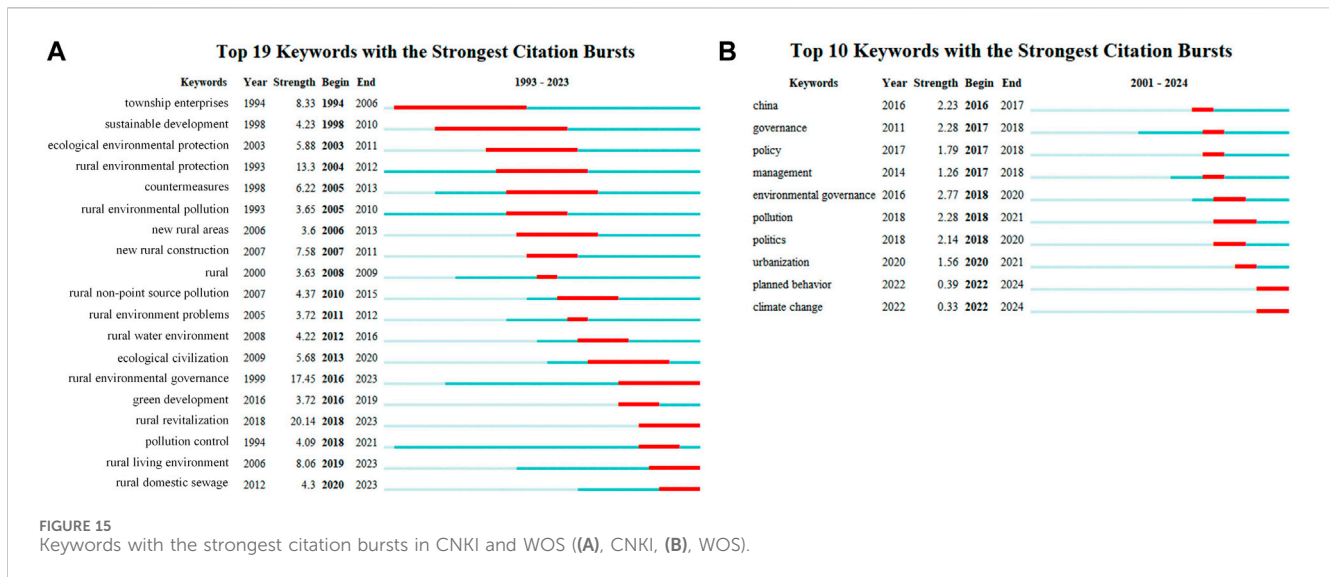 A
Top 19 Keywords with the Strongest Citation Bursts
Keywords Year Strength Begin End 1993 - 2023
township enterprises 1994 8.33 1994 2006
sustainable development 1998 4.23 1998 2010
ecological environmental protection 2003 5.88 2003 2011
rural environmental protection 1993 13.3 2004 2012
countermeasures 1998 6.22 2005 2013
rural environmental pollution 1993 3.65 2005 2010
new rural areas 2006 3.6 2006 2013
new rural construction 2007 7.58 2007 2011
rural 2000 3.63 2008 2009
rural non-point source pollution 2007 4.37 2010 2015
rural environment problems 2005 3.72 2011 2012
rural water environment 2008 4.22 2012 2016
ecological civilization 2009 5.68 2013 2020
rural environmental governance 1999 17.45 2016 2023
green development 2016 3.72 2016 2019
rural revitalization 2018 20.14 2018 2023
pollution control 1994 4.09 2018 2021
rural living environment 2006 8.06 2019 2023
rural domestic sewage 2012 4.3 2020 2023
B
Top 10 Keywords with the Strongest Citation Bursts
Keywords Year Strength Begin End 2001 - 2024
china 2016 2.23 2016 2017
governance 2011 2.28 2017 2018
policy 2017 1.79 2017 2018
management 2014 1.26 2017 2018
environmental governance 2016 2.77 2018 2020
pollution 2018 2.28 2018 2021
politics 2018 2.14 2018 2020
urbanization 2020 1.56 2020 2021
planned behavior 2022 0.39 2022 2024
climate change 2022 0.33 2022 2024
FIGURE 15
Keywords with the strongest citation bursts in CNKI and WOS ((A), CNKI, (B), WOS).